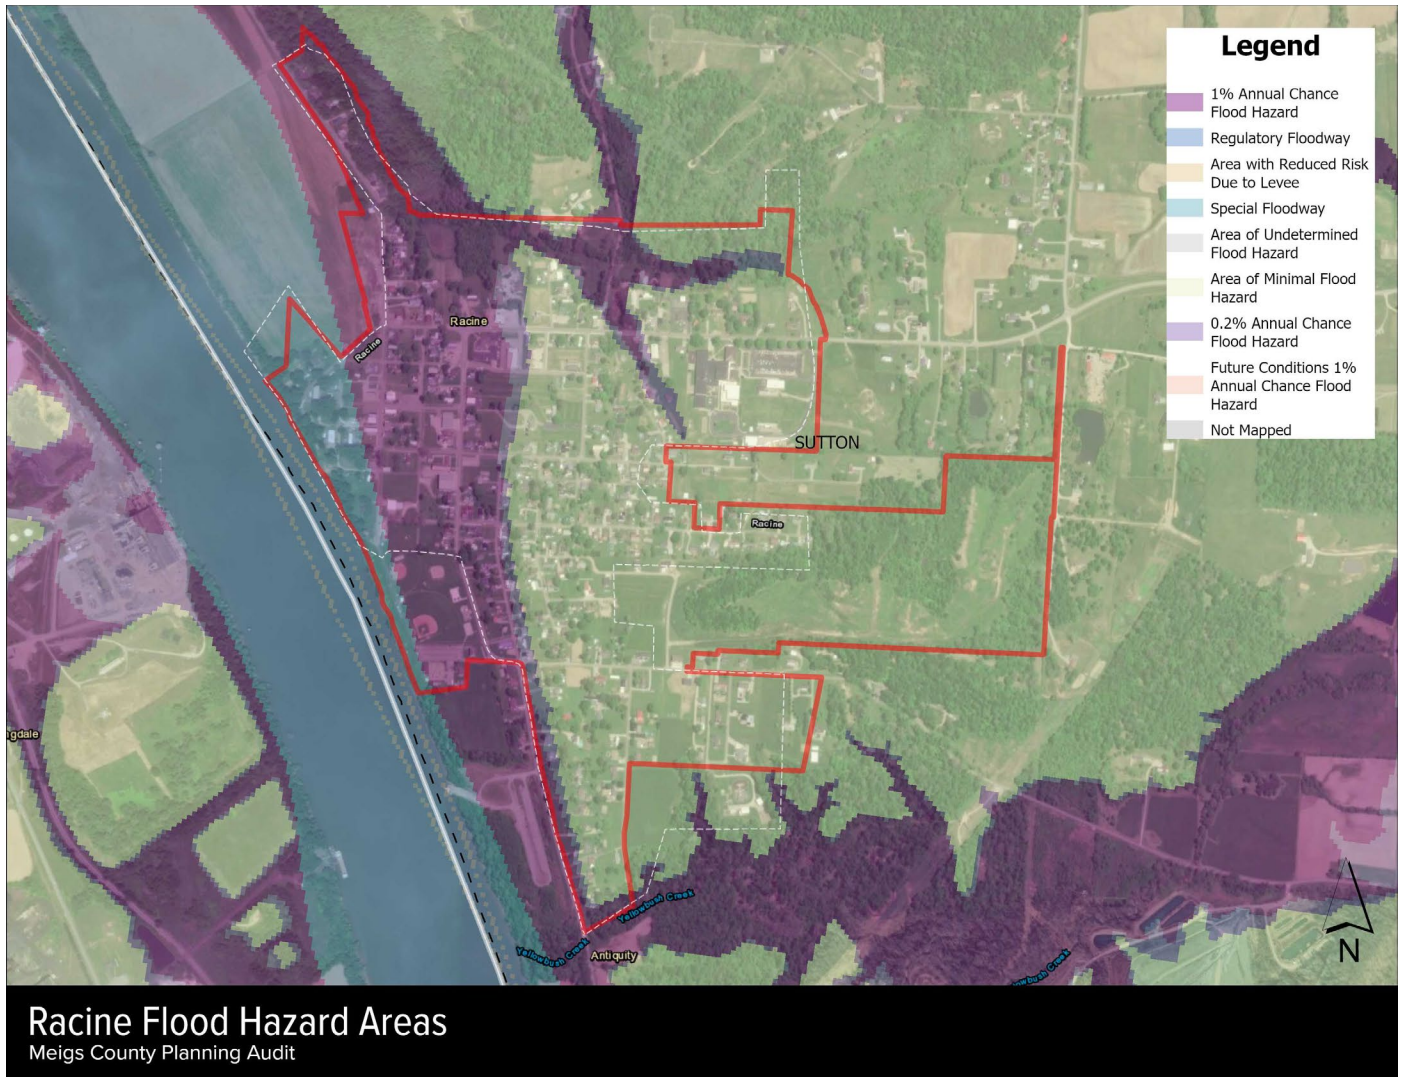 Legend
1% Annual Chance
Flood Hazard
Regulatory Floodway
Area with Reduced Risk
Due to Levee
Special Floodway
Area of Undetermined
Flood Hazard
Area of Minimal Flood
Hazard
0.2% Annual Chance
Flood Hazard
Future Conditions 1%
Annual Chance Flood
Hazard
Not Mapped
Racine
Racine
SUTTON
Racine
ngdale
Yellowbush Creek
Yellowbush Creek
Antiquity
owbush Creek
N
Racine Flood Hazard Areas
Meigs County Planning Audit